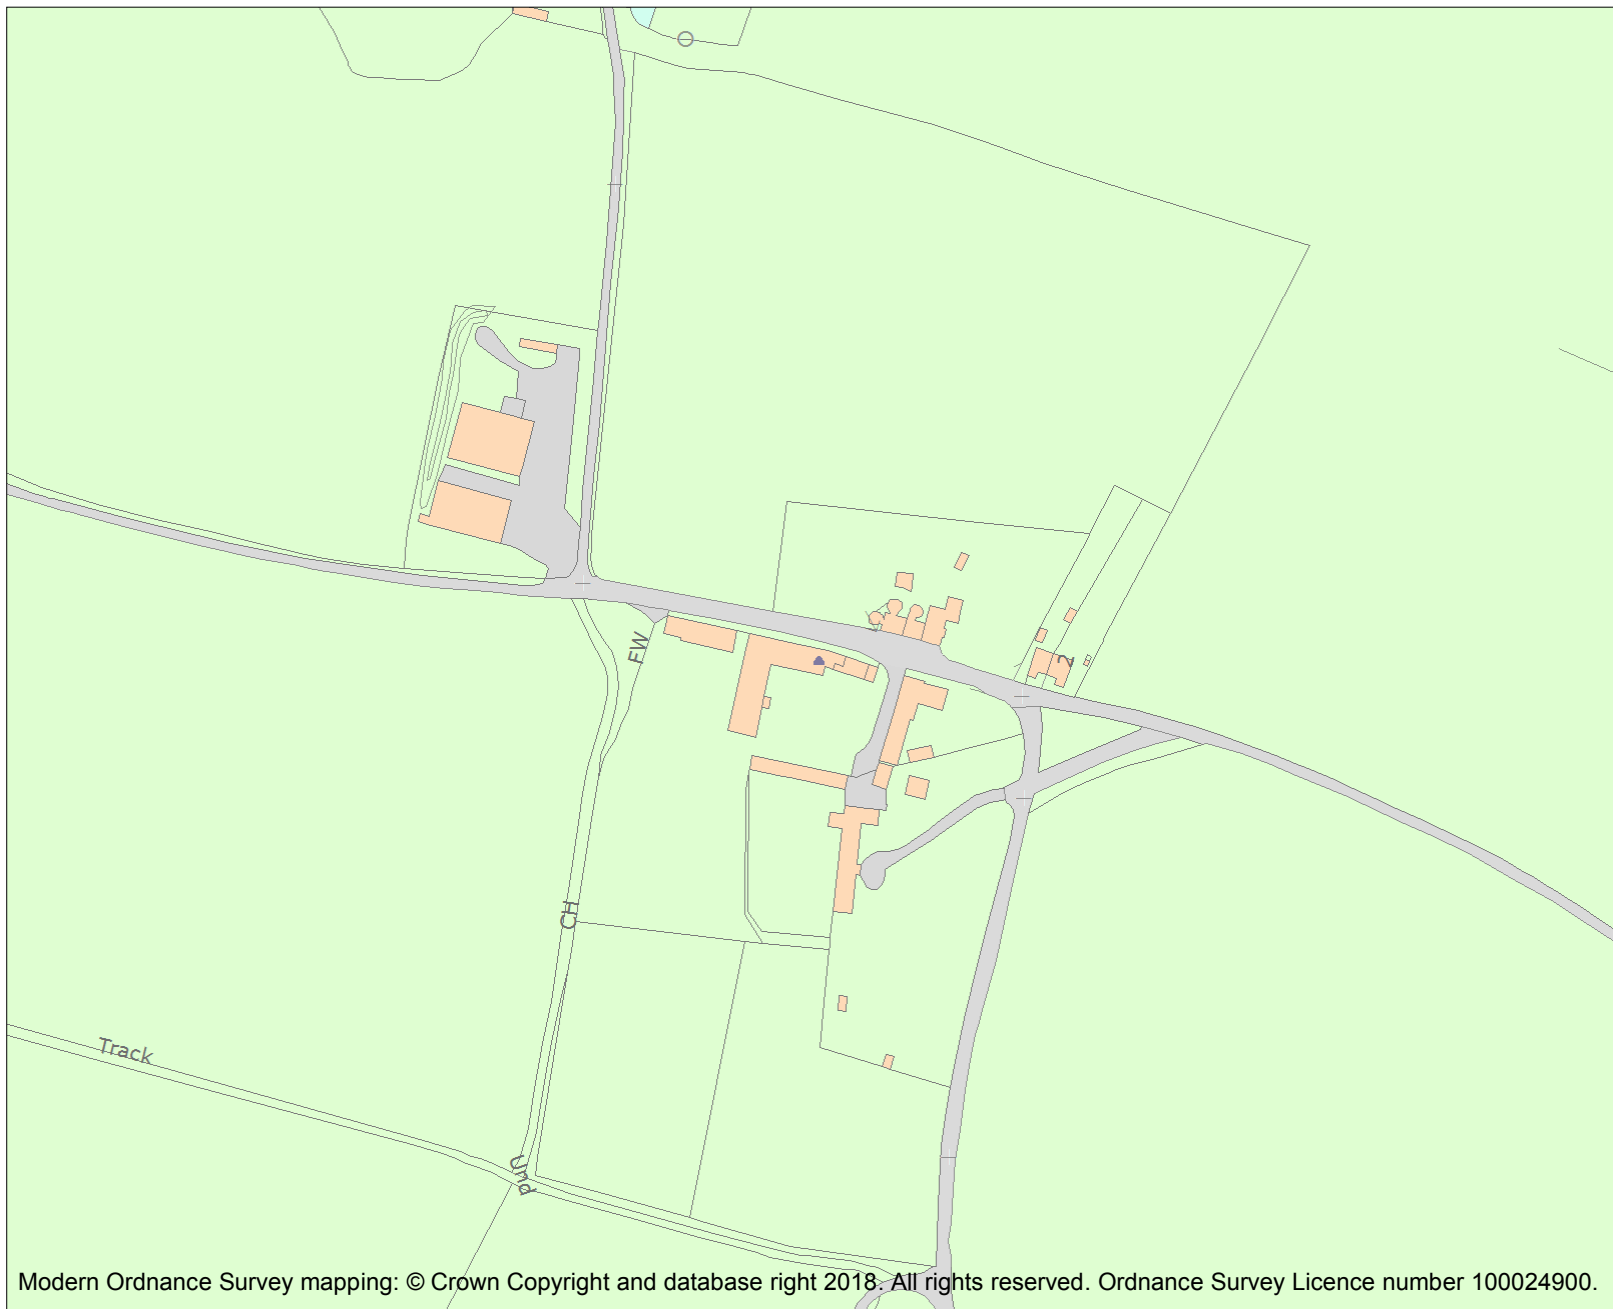 FW
2
CH
Track
Und
Modern Ordnance Survey mapping: © Crown Copyright and database right 2018. All rights reserved. Ordnance Survey Licence number 100024900.